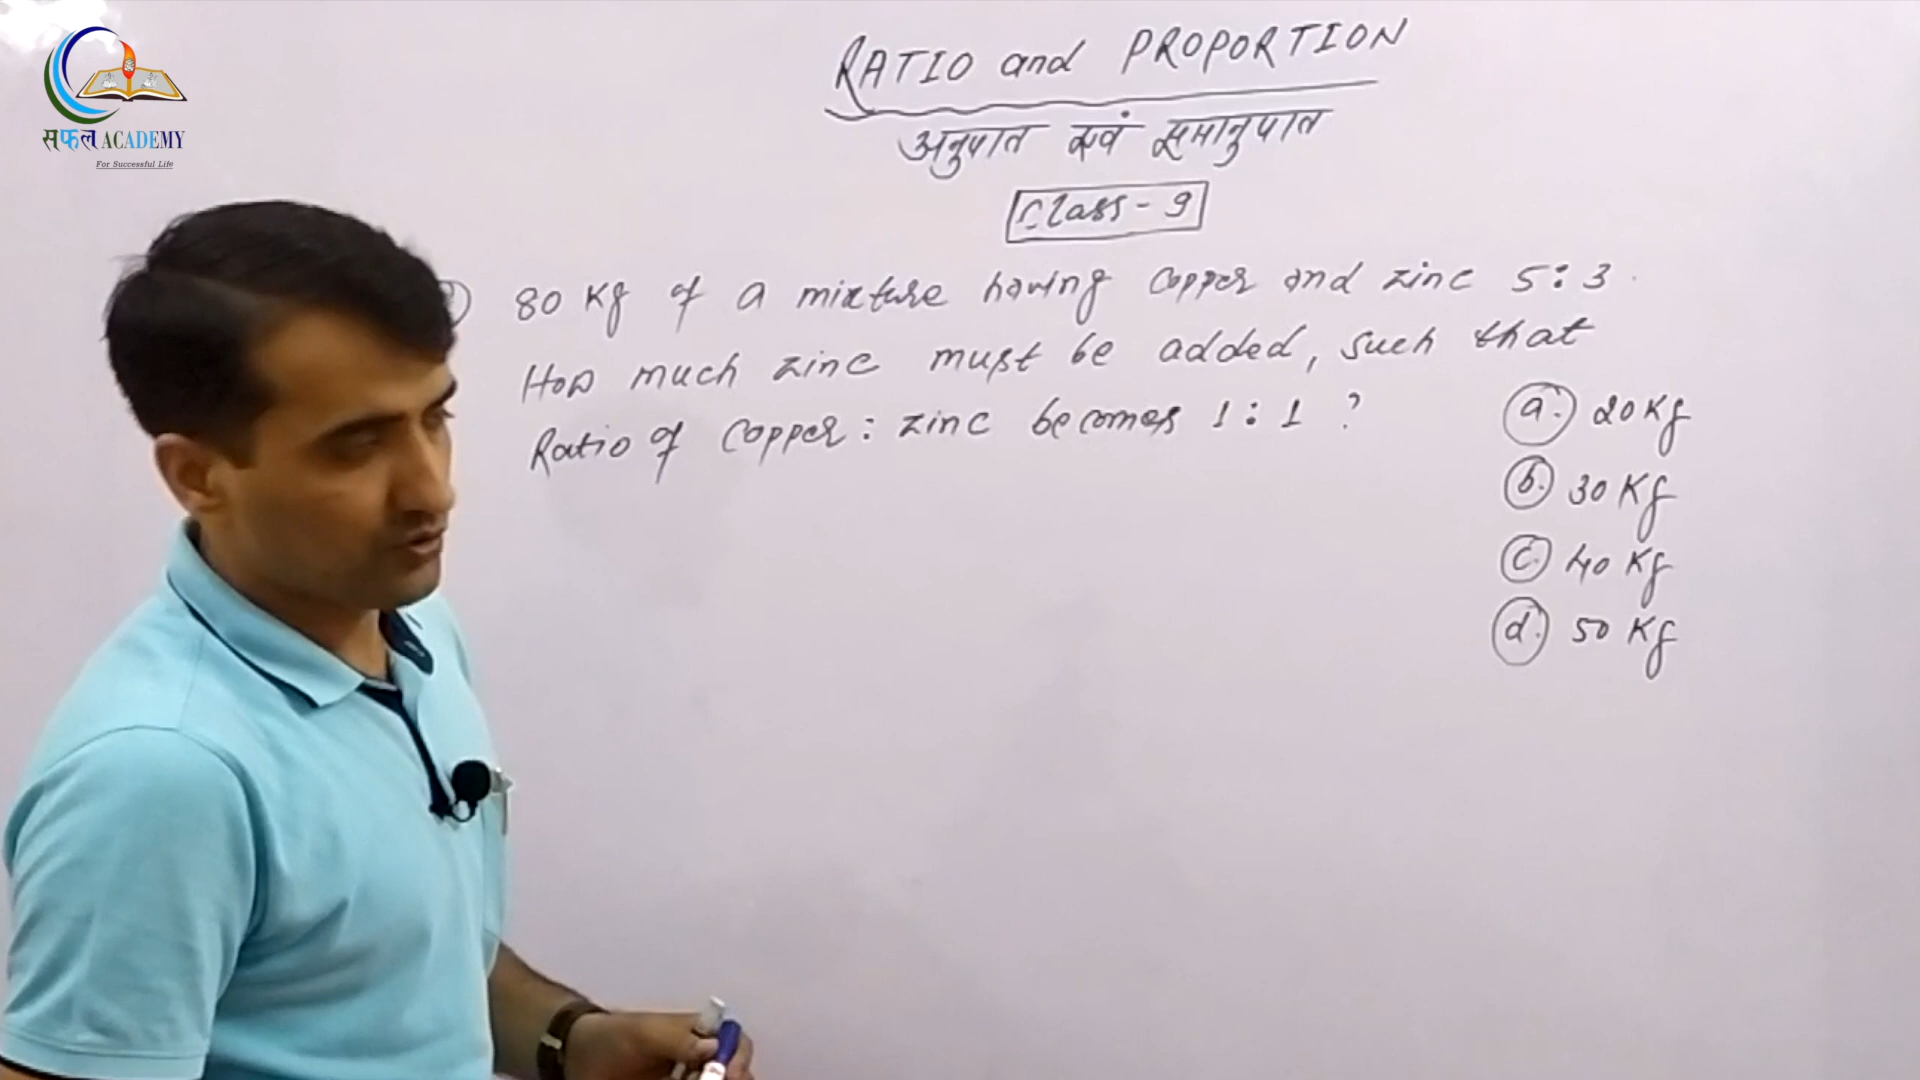 सफल ACADEMY
For Successful Life
RATIO and PROPORTION
अनुपात एवं समानुपात
Class - 9
80 Kg of a mixture having Copper and zinc 5:3.
How much zinc must be added, such that
Ratio of Copper : zinc becomes 1:1 ?
a. 20 Kg
b. 30 Kg
c. 40 Kg
d. 50 Kg